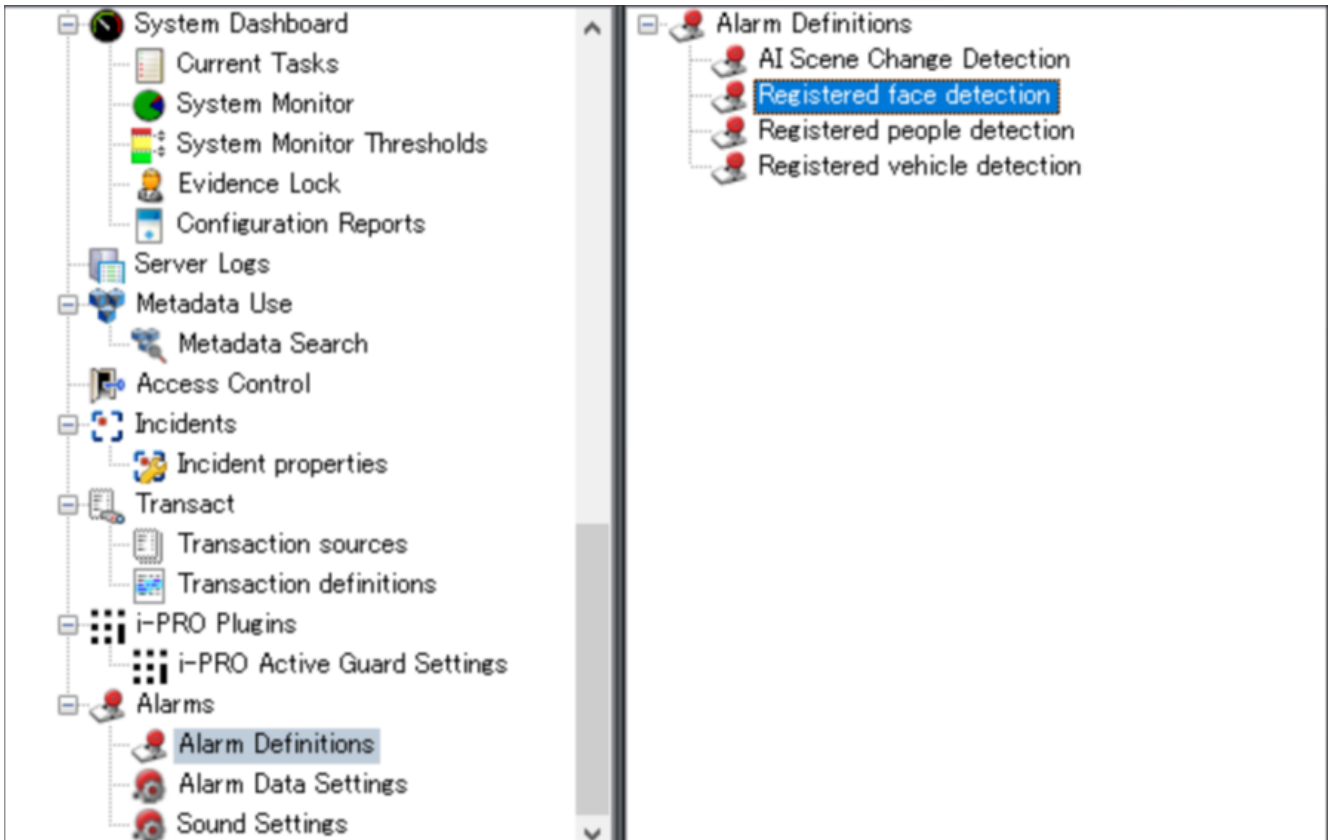 System Dashboard
Current Tasks
System Monitor
System Monitor Thresholds
Evidence Lock
Configuration Reports
Server Logs
Metadata Use
Metadata Search
Access Control
Incidents
Incident properties
Transact
Transaction sources
Transaction definitions
i-PRO Plugins
i-PRO Active Guard Settings
Alarms
Alarm Definitions
Alarm Data Settings
Sound Settings
Alarm Definitions
AI Scene Change Detection
Registered face detection
Registered people detection
Registered vehicle detection